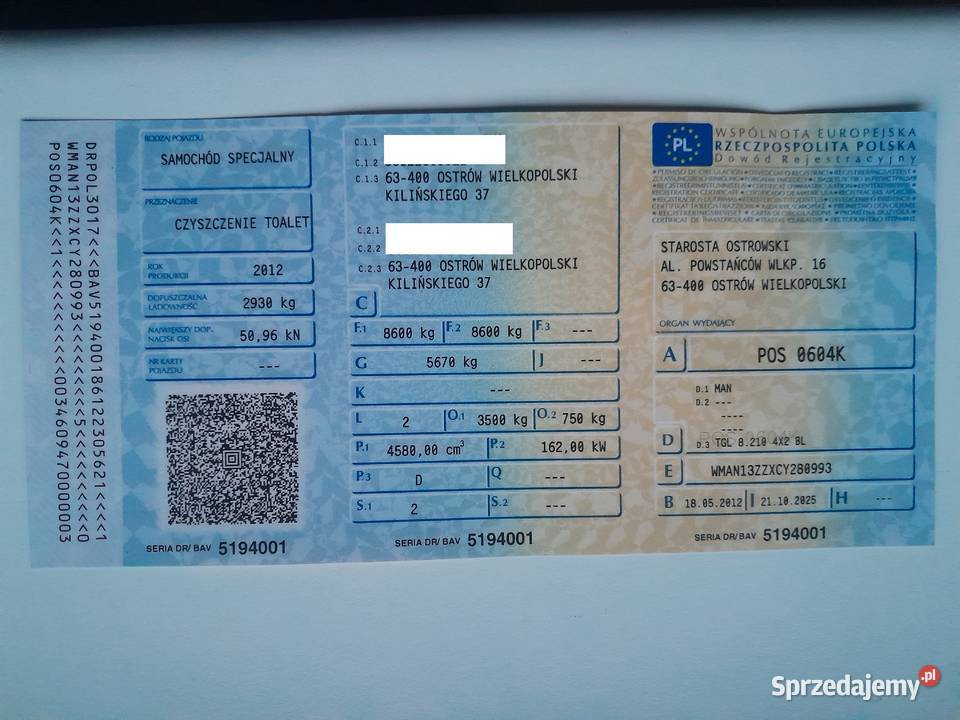 DRPOL3017<<<BAV5194001861223056​21<<<<<1
WMAN13ZZXCY280993<<<<<<<5<<<<<<<<<0
POS0604K<<1<<<<<<<<<0034609470000003
RODZAJ POJAZDU
SAMOCHÓD SPECJALNY
PRZEZNACZENIE
CZYSZCZENIE TOALET
ROK PRODUKCJI 2012
DOPUSZCZALNA ŁADOWNOŚĆ 2930 kg
NAJWIĘKSZY DOP. NACISK OSI 50,96 kN
NR KARTY POJAZDU ---
SERIA DR/ BAV 5194001
C.1.1
C.1.2
C.1.3 63-400 OSTRÓW WIELKOPOLSKI
KILIŃSKIEGO 37
C.2.1
C.2.2
C.2.3 63-400 OSTRÓW WIELKOPOLSKI
KILIŃSKIEGO 37
C
F.1 8600 kg F.2 8600 kg F.3 ---
G 5670 kg J ---
K ---
L 2 O.1 3500 kg O.2 750 kg
P.1 4580,00 cm³ P.2 162,00 kW
P.3 D Q ---
S.1 2 S.2 ---
SERIA DR/ BAV 5194001
PL
WSPÓLNOTA EUROPEJSKA
RZECZPOSPOLITA POLSKA
Dowód Rejestracyjny
STAROSTA OSTROWSKI
AL. POWSTAŃCÓW WLKP. 16
63-400 OSTRÓW WIELKOPOLSKI
ORGAN WYDAJĄCY
A POS 0604K
D.1 MAN
D.2 ---
----
----
D D.3 TGL 8.210 4X2 BL
E WMAN13ZZXCY280993
B 18.05.2012 I 21.10.2025 H ---
SERIA DR/ BAV 5194001
Sprzedajemy.pl